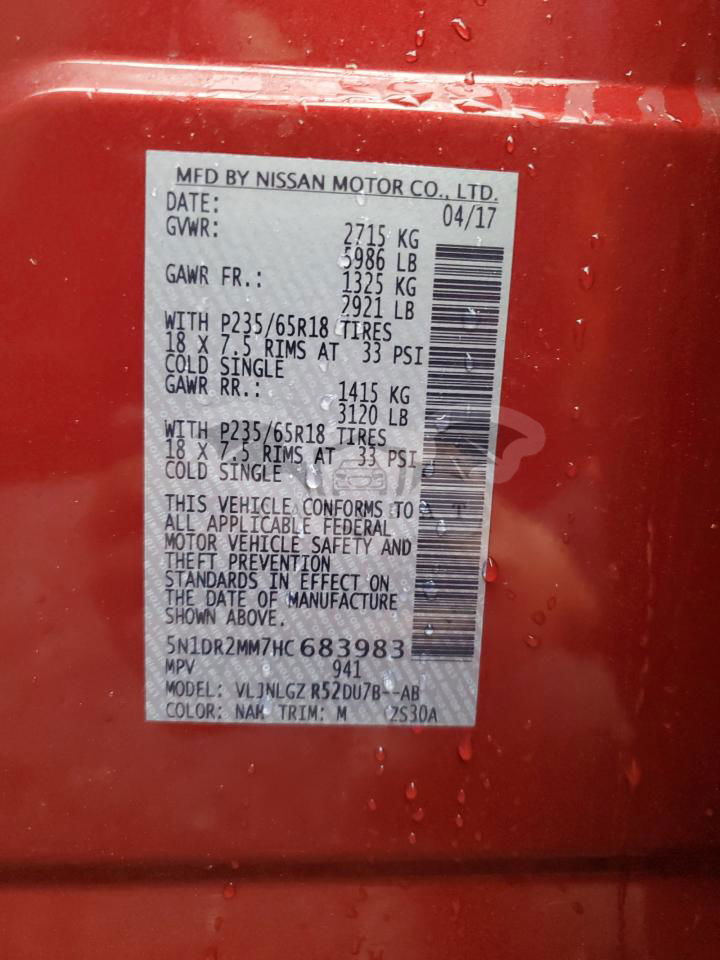 MFD BY NISSAN MOTOR CO., LTD.
DATE: 04/17
GVWR: 2715 KG
5986 LB
GAWR FR.: 1325 KG
2921 LB
WITH P235/65R18 TIRES
18 X 7.5 RIMS AT 33 PSI
COLD SINGLE
GAWR RR.: 1415 KG
3120 LB
WITH P235/65R18 TIRES
18 X 7.5 RIMS AT 33 PSI
COLD SINGLE
THIS VEHICLE CONFORMS TO
ALL APPLICABLE FEDERAL
MOTOR VEHICLE SAFETY AND
THEFT PREVENTION
STANDARDS IN EFFECT ON
THE DATE OF MANUFACTURE
SHOWN ABOVE.
5N1DR2MM7HC 683983
MPV 941
MODEL: VLJNLGZ R52DU7B--AB
COLOR: NAH TRIM: M ZS30A